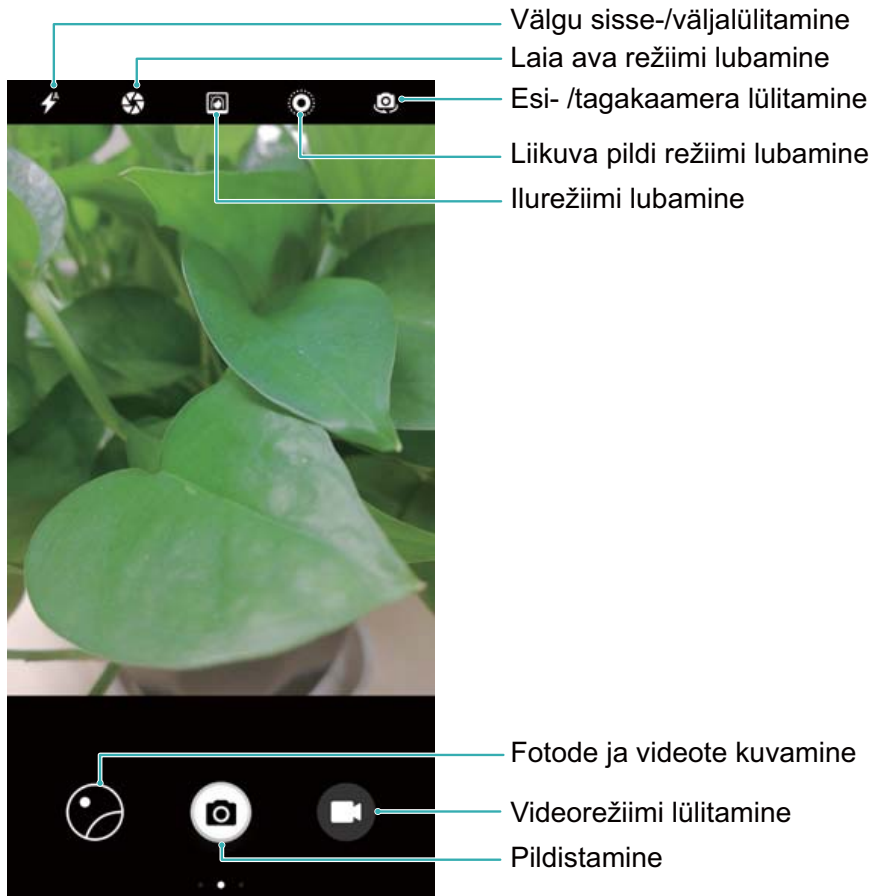 Välgu sisse-/väljalülitamine
Laia ava režiimi lubamine
Esi- /tagakaamera lülitamine
Liikuva pildi režiimi lubamine
Ilurežiimi lubamine
Fotode ja videote kuvamine
Videorežiimi lülitamine
Pildistamine